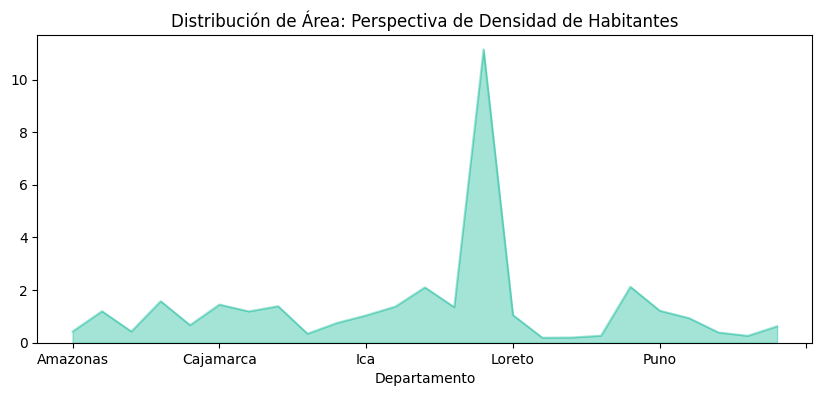 Distribución de Área: Perspectiva de Densidad de Habitantes
10
8
6
4
2
0
Amazonas Cajamarca Ica Loreto Puno
Departamento